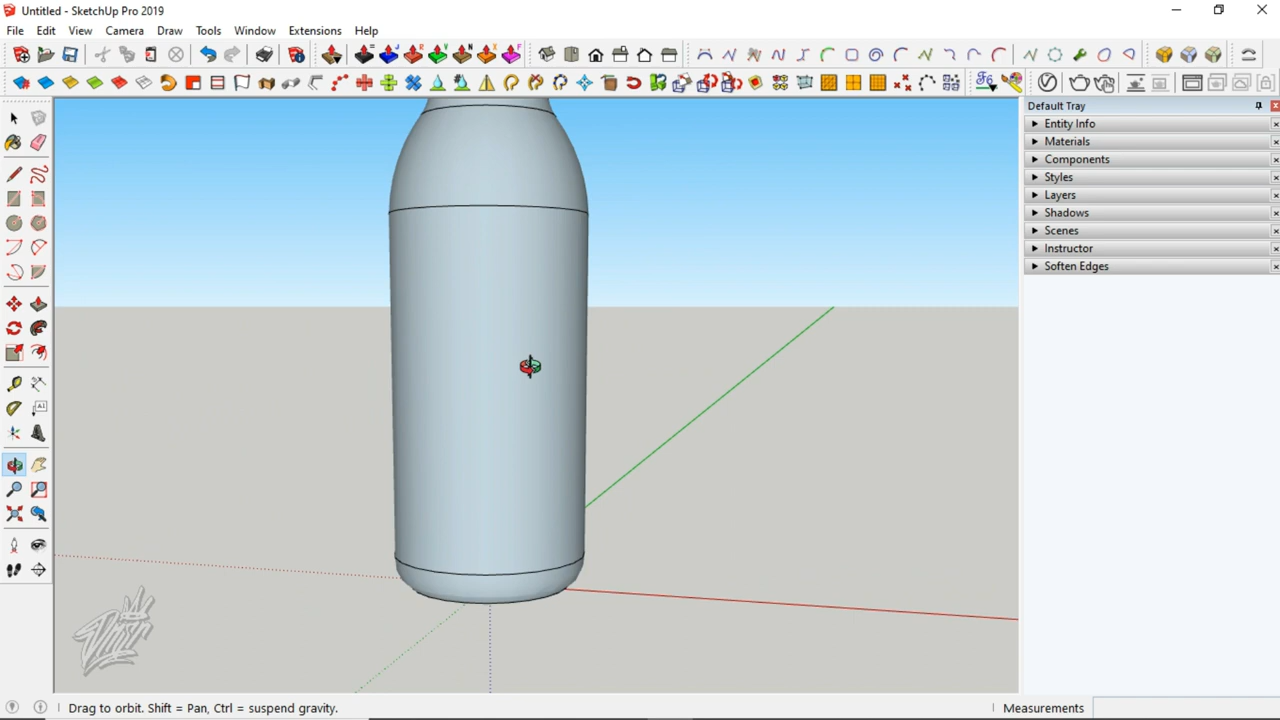 Untitled - SketchUp Pro 2019
File Edit View Camera Draw Tools Window Extensions Help
Default Tray
Entity Info
Materials
Components
Styles
Layers
Shadows
Scenes
Instructor
Soften Edges
Drag to orbit. Shift = Pan, Ctrl = suspend gravity.
Measurements